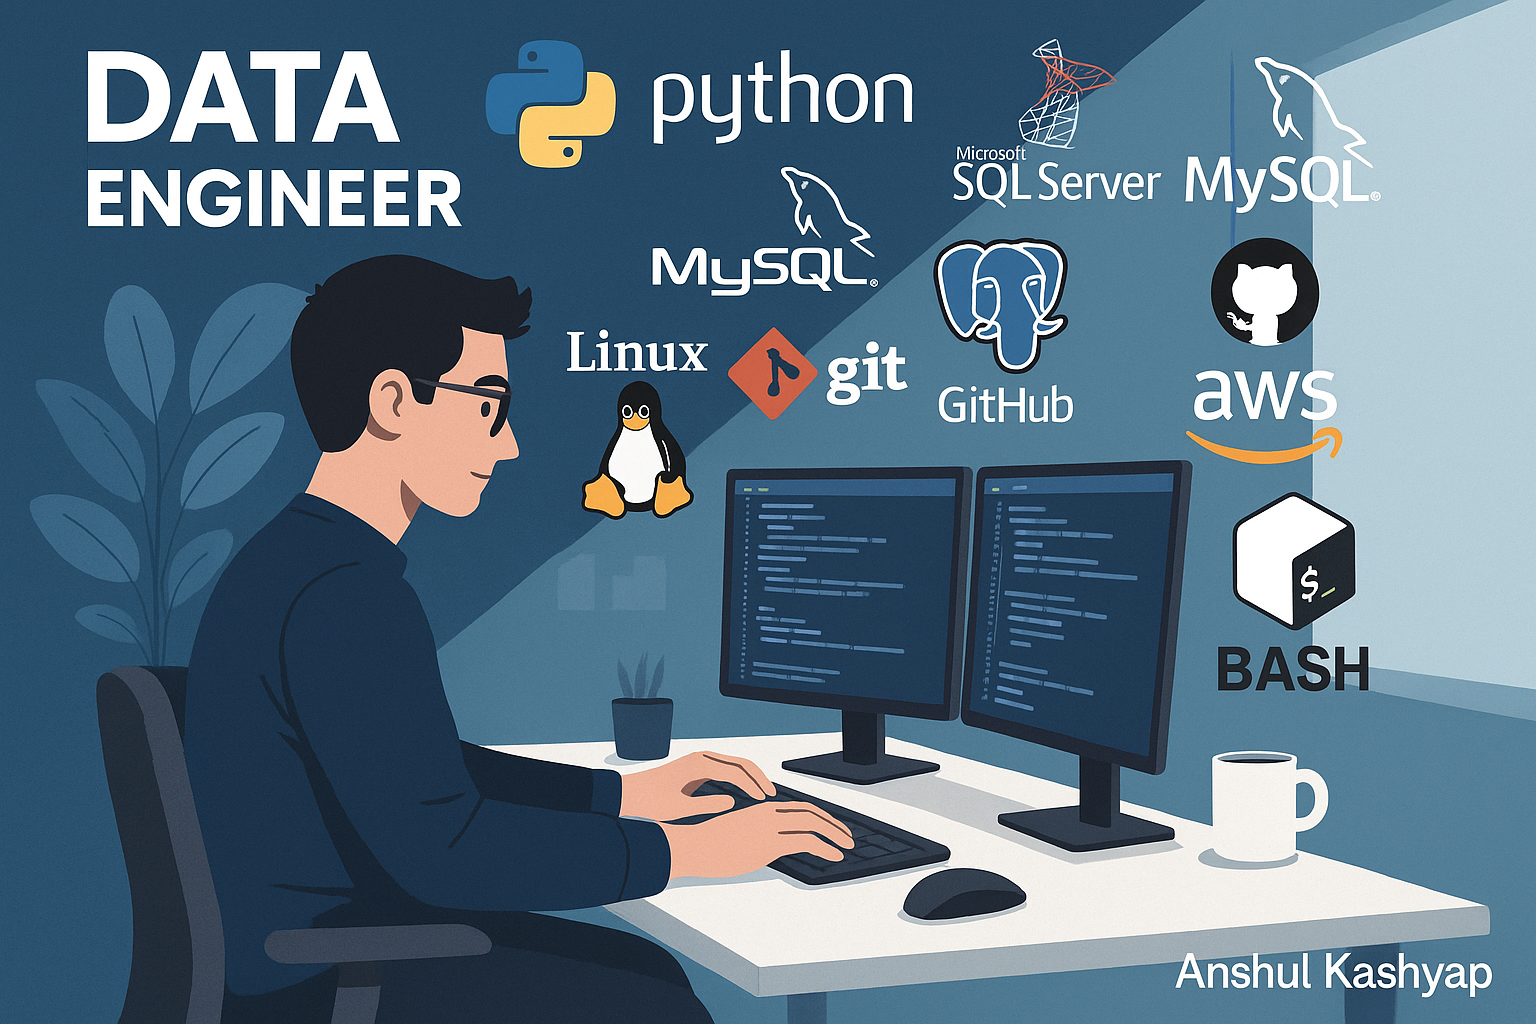 DATA
ENGINEER
python
Microsoft
SQL Server
MySQL®
MySQL®
Linux
git
GitHub
aws
$_
BASH
Anshul Kashyap